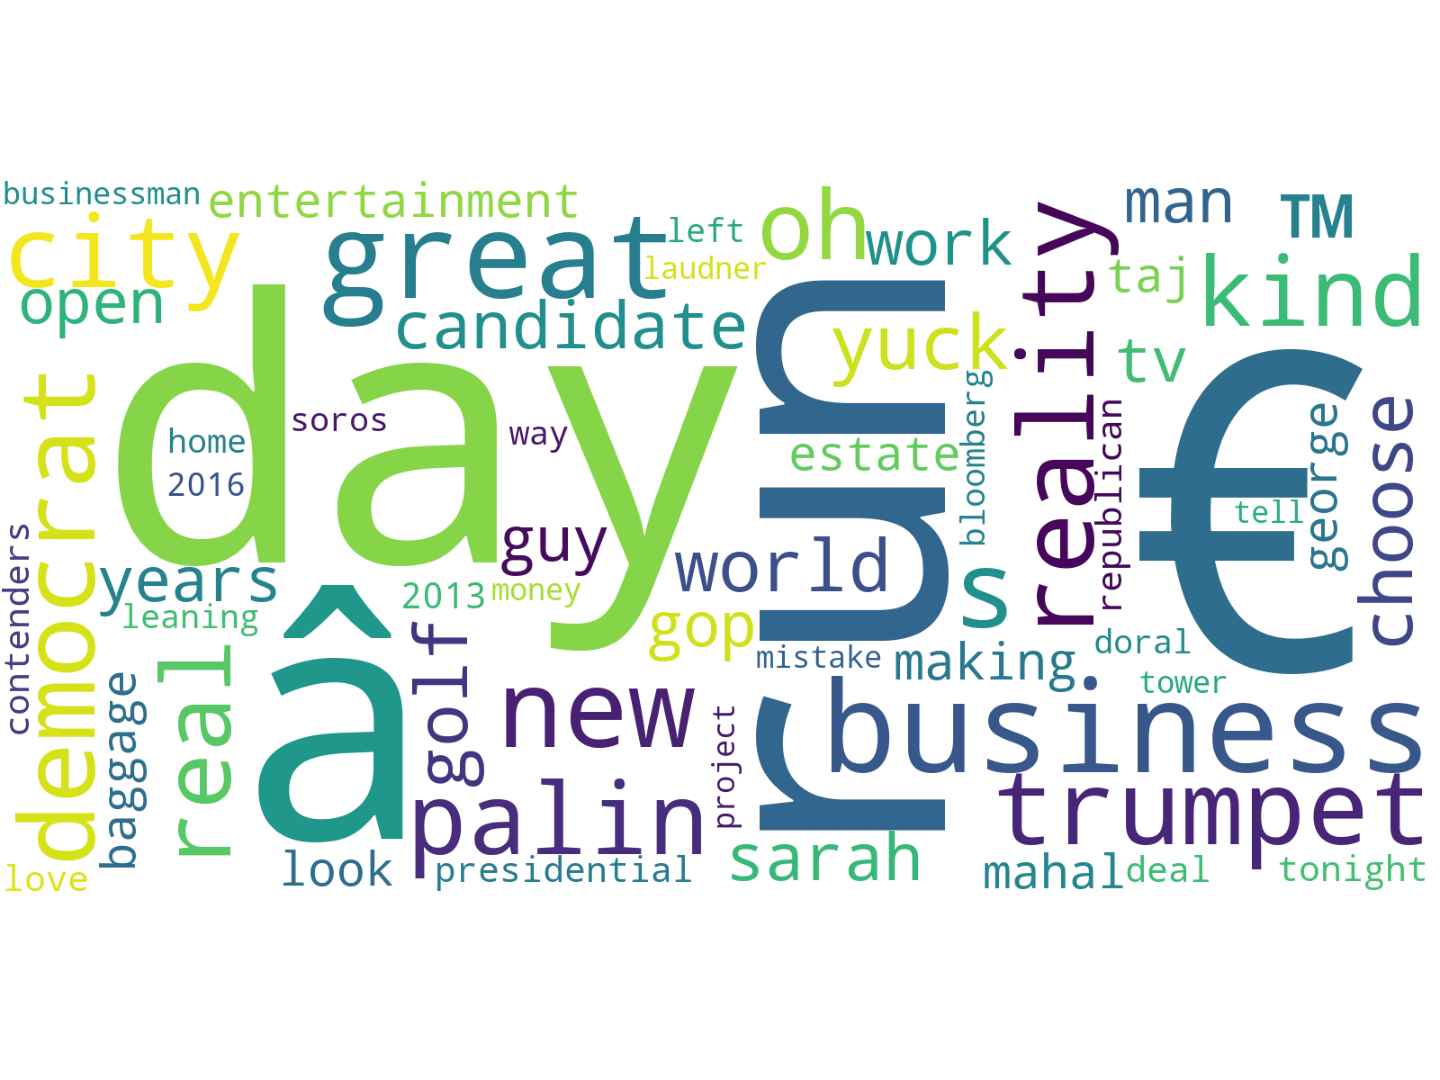 businessman
entertainment
city
great
left
laudner
oh
work
man
™
open
candidate
yuck
reality
taj
kind
tv
day
run
€
democrat
home
2016
soros
way
estate
bloomberg
republican
george
tell
choose
contenders
years
leaning
guy
2013
money
world
gop
s
mistake
making
doral
tower
baggage
real
â
golf
new
palin
project
business
trumpet
love
look
presidential
sarah
mahal
deal
tonight